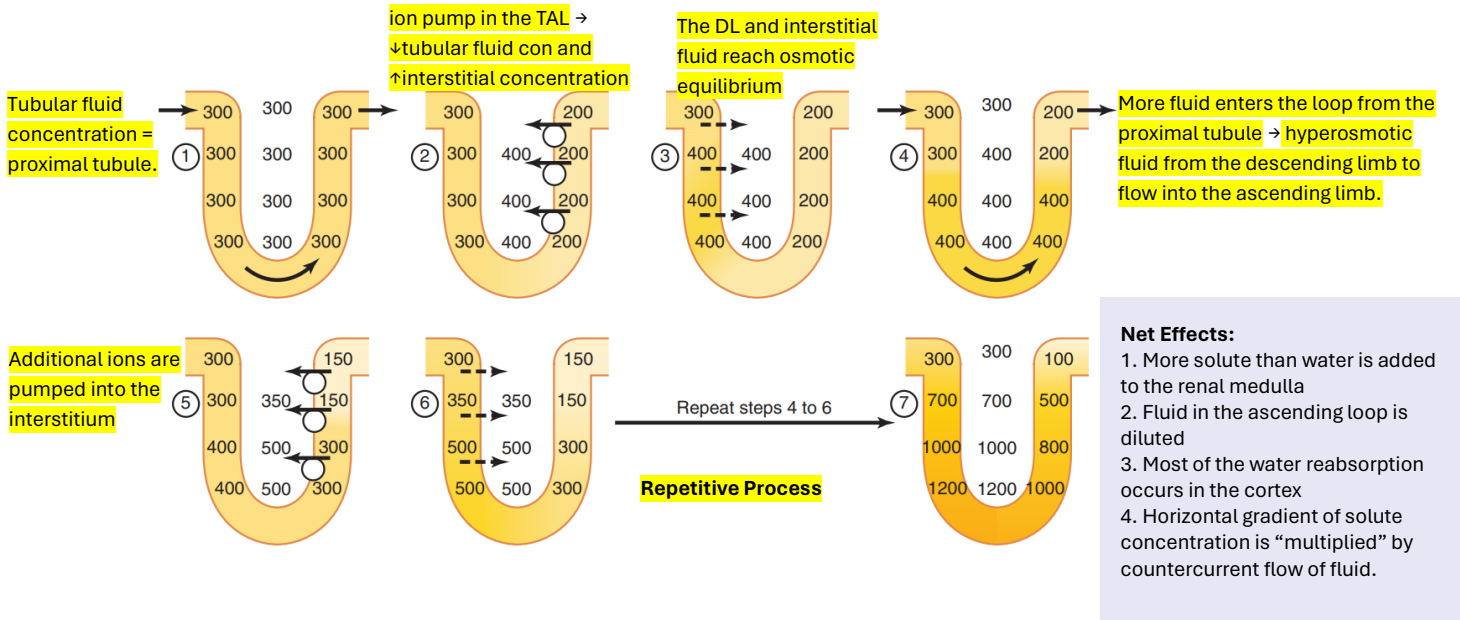 Tubular fluid
concentration =
proximal tubule.
300 300 300
1 300 300 300
300 300 300
300 300 300
ion pump in the TAL →
↓tubular fluid con and
↑interstitial concentration
300 200
2 300 400 200
300 400 200
300 400 200
The DL and interstitial
fluid reach osmotic
equilibrium
300 200
3 400 400 200
400 400 200
400 400 200
300 300 200
4 300 400 200
400 400 400
400 400 400
More fluid enters the loop from the
proximal tubule → hyperosmotic
fluid from the descending limb to
flow into the ascending limb.
Additional ions are
pumped into the
interstitium
300 150
5 300 350 150
400 500 300
400 500 300
300 150
6 350 350 150
500 500 300
500 500 300
Repeat steps 4 to 6
Repetitive Process
300 300 100
7 700 700 500
1000 1000 800
1200 1200 1000
Net Effects:
1. More solute than water is added
to the renal medulla
2. Fluid in the ascending loop is
diluted
3. Most of the water reabsorption
occurs in the cortex
4. Horizontal gradient of solute
concentration is “multiplied” by
countercurrent flow of fluid.